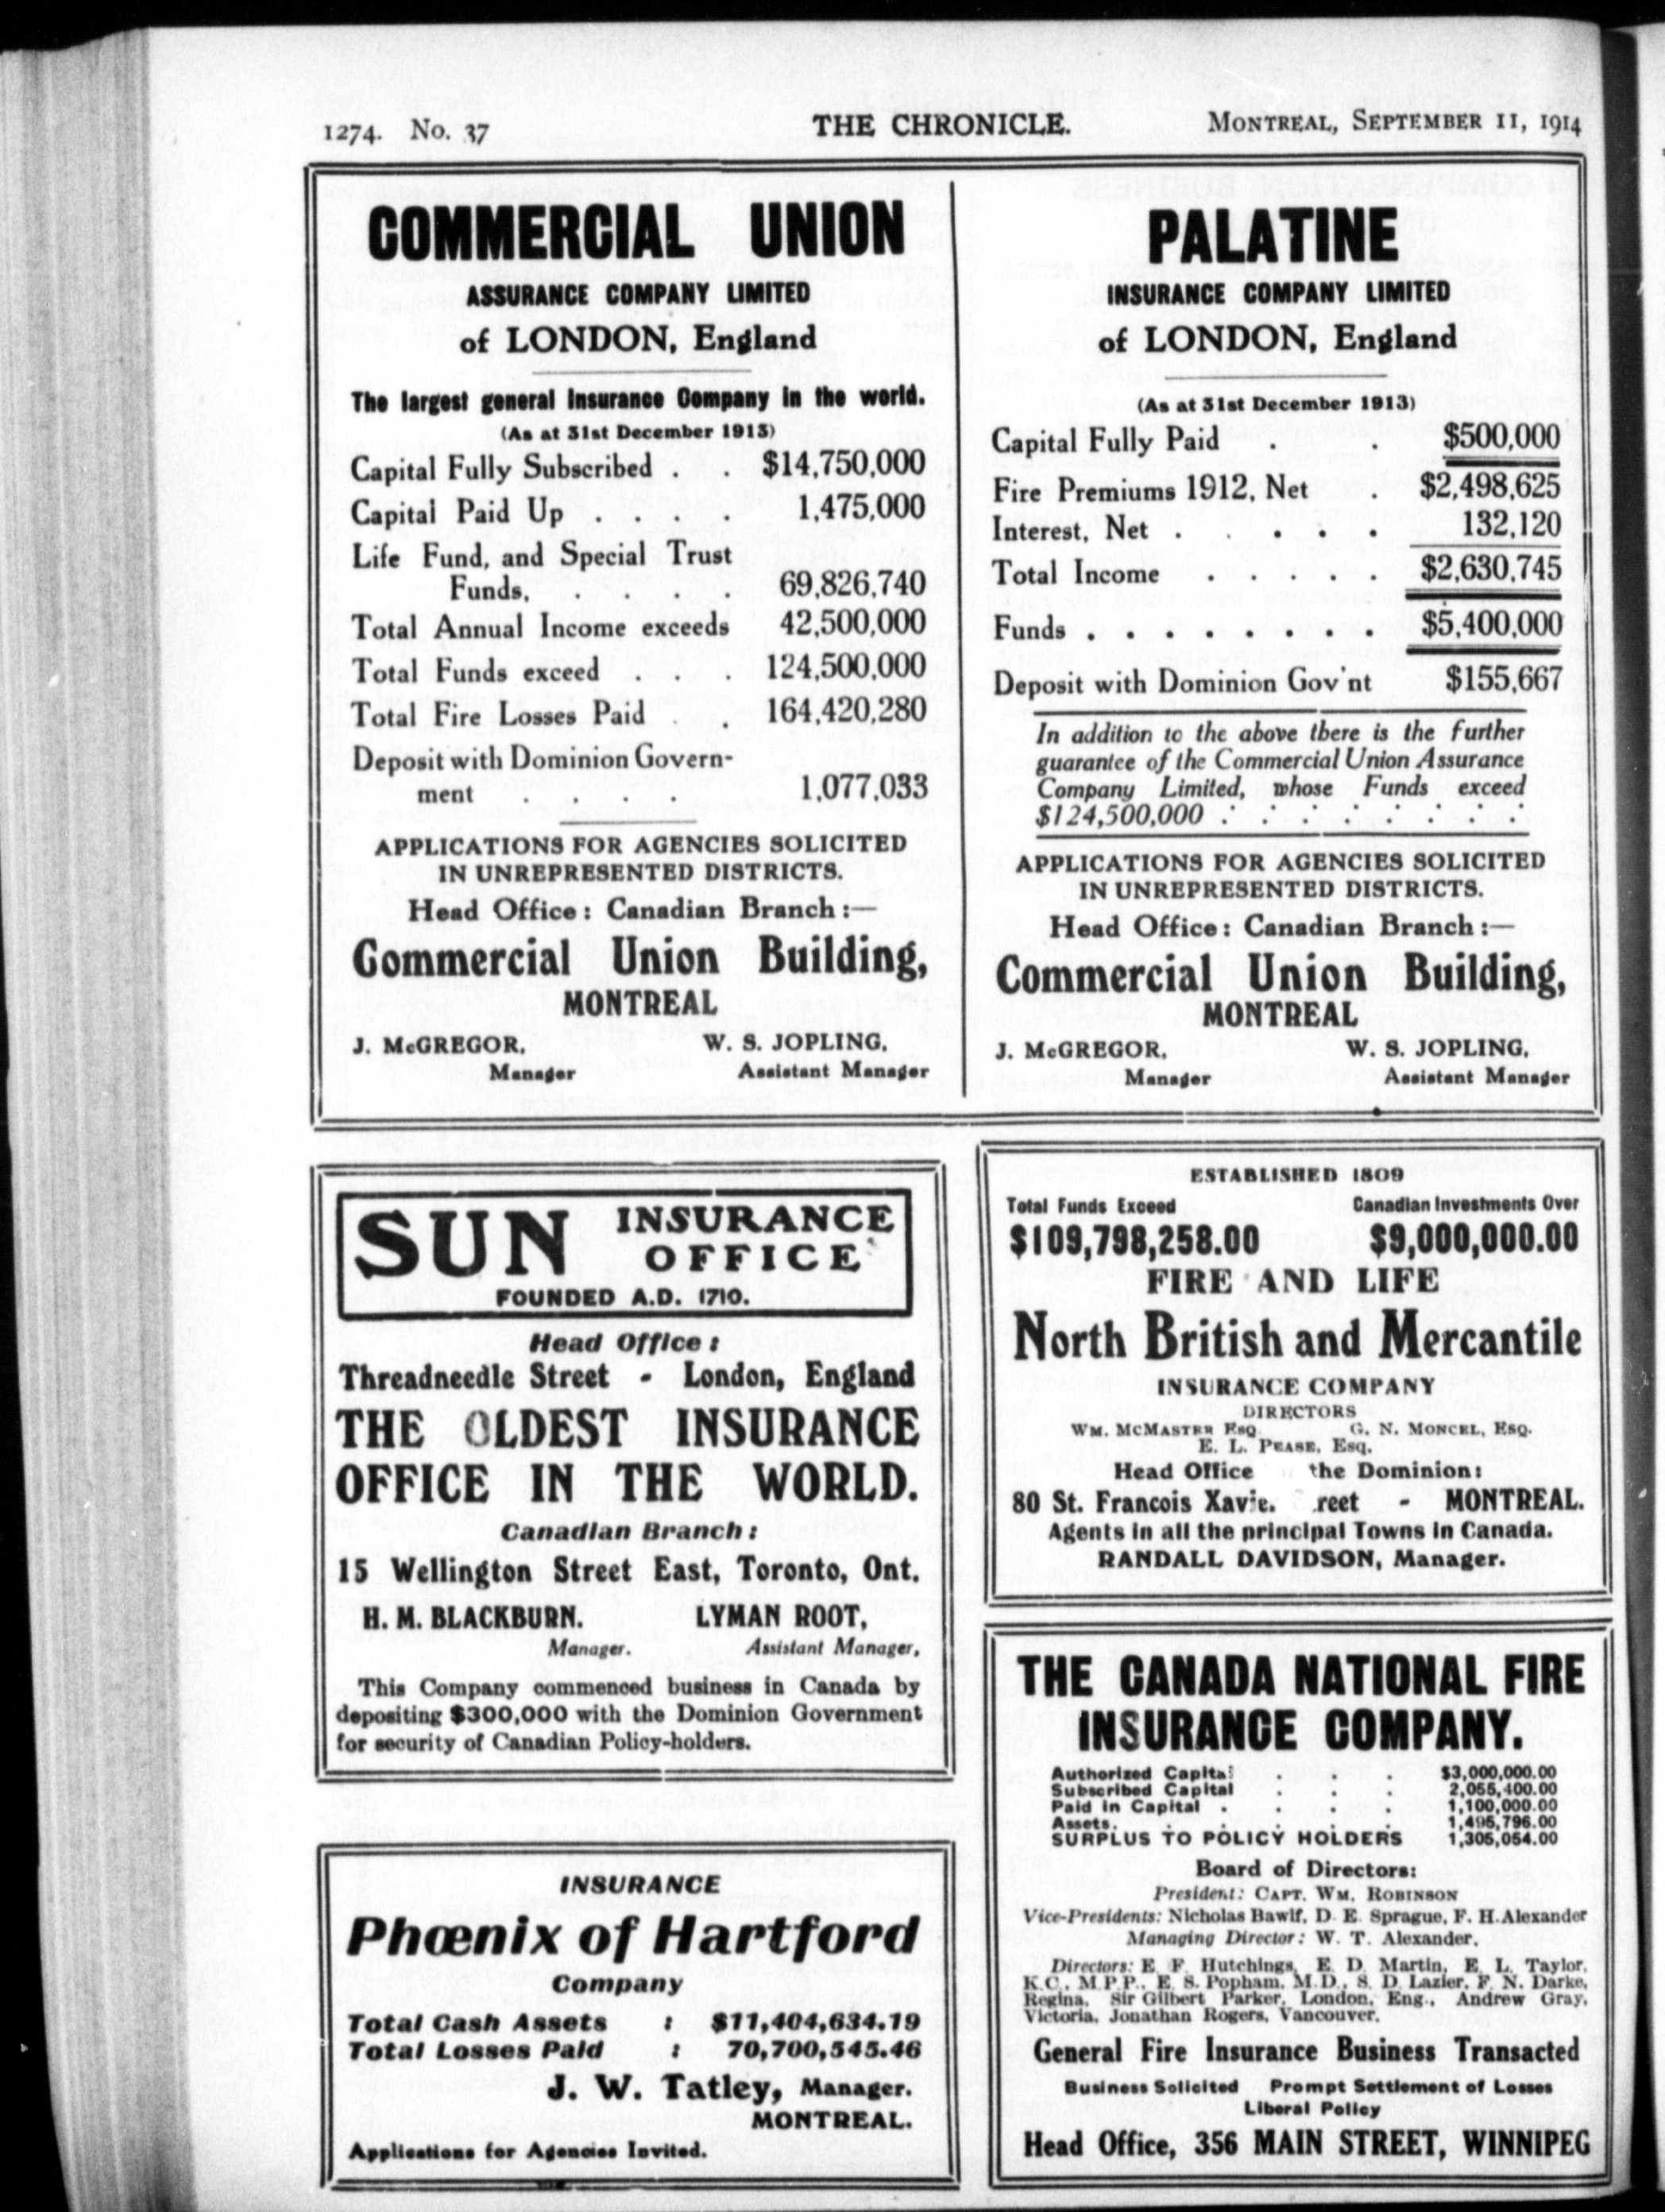 1274. No. 37 THE CHRONICLE. MONTREAL, SEPTEMBER 11, 1914
COMMERCIAL UNION
ASSURANCE COMPANY LIMITED
of LONDON, England
The largest general Insurance Company in the world.
(As at 31st December 1913)
Capital Fully Subscribed . . $14,750,000
Capital Paid Up . . . . 1,475,000
Life Fund, and Special Trust
Funds, . . . . 69,826,740
Total Annual Income exceeds 42,500,000
Total Funds exceed . . . 124,500,000
Total Fire Losses Paid . . 164,420,280
Deposit with Dominion Govern-
ment . . . . 1,077,033
APPLICATIONS FOR AGENCIES SOLICITED
IN UNREPRESENTED DISTRICTS.
Head Office: Canadian Branch:—
Commercial Union Building,
MONTREAL
J. McGREGOR, W. S. JOPLING,
Manager Assistant Manager
PALATINE
INSURANCE COMPANY LIMITED
of LONDON, England
(As at 31st December 1913)
Capital Fully Paid . . $500,000
Fire Premiums 1912, Net . $2,498,625
Interest, Net . . . . . 132,120
Total Income . . . . . $2,630,745
Funds . . . . . . . . $5,400,000
Deposit with Dominion Gov'nt $155,667
In addition to the above there is the further
guarantee of the Commercial Union Assurance
Company Limited, whose Funds exceed
$124,500,000 : . : . : . : .
APPLICATIONS FOR AGENCIES SOLICITED
IN UNREPRESENTED DISTRICTS.
Head Office: Canadian Branch:—
Commercial Union Building,
MONTREAL
J. McGREGOR, W. S. JOPLING,
Manager Assistant Manager
SUN INSURANCE
OFFICE
FOUNDED A.D. 1710.
Head Office:
Threadneedle Street - London, England
THE OLDEST INSURANCE
OFFICE IN THE WORLD.
Canadian Branch:
15 Wellington Street East, Toronto, Ont.
H. M. BLACKBURN. LYMAN ROOT,
Manager. Assistant Manager,
This Company commenced business in Canada by
depositing $300,000 with the Dominion Government
for security of Canadian Policy-holders.
INSURANCE
Phœnix of Hartford
Company
Total Cash Assets : $11,404,634.19
Total Losses Paid : 70,700,545.46
J. W. Tatley, Manager.
MONTREAL.
Applications for Agencies Invited.
ESTABLISHED 1809
Total Funds Exceed Canadian Investments Over
$109,798,258.00 $9,000,000.00
FIRE AND LIFE
North British and Mercantile
INSURANCE COMPANY
DIRECTORS
WM. MCMASTER ESQ. G. N. MONCEL, ESQ.
E. L. PEASE, Esq.
Head Office the Dominion:
80 St. Francois - MONTREAL.
Agents in all the principal Towns in Canada.
RANDALL DAVIDSON, Manager.
THE CANADA NATIONAL FIRE
INSURANCE COMPANY.
Authorized Capital . . . $3,000,000.00
Subscribed Capital . . . 2,055,400.00
Paid in Capital . . . . 1,100,000.00
Assets. . . . . . 1,495,796.00
SURPLUS TO POLICY HOLDERS 1,305,054.00
Board of Directors:
President: CAPT. WM. ROBINSON
Vice-Presidents: Nicholas Bawlf, D. E. Sprague, F. H. Alexander
Managing Director: W. T. Alexander.
Directors: E. F. Hutchings, E. D. Martin, E. L. Taylor,
K.C., M.P.P., E. S. Popham, M.D., S. D. Lazier, F. N. Darke,
Regina, Sir Gilbert Parker, London, Eng., Andrew Gray,
Victoria, Jonathan Rogers, Vancouver.
General Fire Insurance Business Transacted
Business Solicited Prompt Settlement of Losses
Liberal Policy
Head Office, 356 MAIN STREET, WINNIPEG